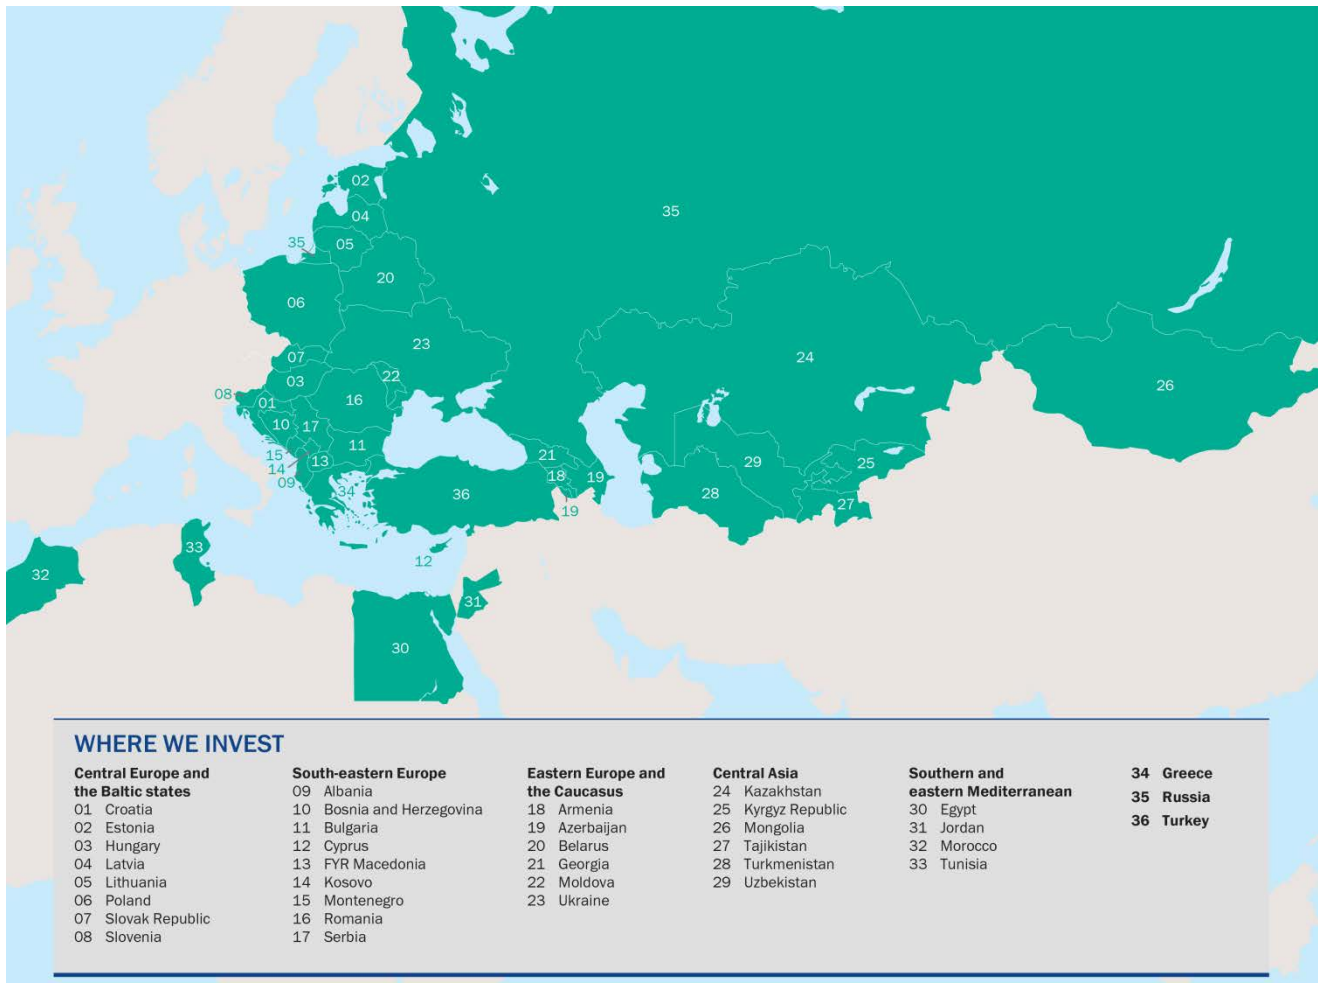 02
35
04
35
05
20
06
23
07
24
03
22
26
08
16
01
10
17
11
15
21
13
29
25
14
18
19
09
34
36
28
27
19
33
12
32
31
30
WHERE WE INVEST
Central Europe and
the Baltic states
01 Croatia
02 Estonia
03 Hungary
04 Latvia
05 Lithuania
06 Poland
07 Slovak Republic
08 Slovenia
South-eastern Europe
09 Albania
10 Bosnia and Herzegovina
11 Bulgaria
12 Cyprus
13 FYR Macedonia
14 Kosovo
15 Montenegro
16 Romania
17 Serbia
Eastern Europe and
the Caucasus
18 Armenia
19 Azerbaijan
20 Belarus
21 Georgia
22 Moldova
23 Ukraine
Central Asia
24 Kazakhstan
25 Kyrgyz Republic
26 Mongolia
27 Tajikistan
28 Turkmenistan
29 Uzbekistan
Southern and
eastern Mediterranean
30 Egypt
31 Jordan
32 Morocco
33 Tunisia
34 Greece
35 Russia
36 Turkey